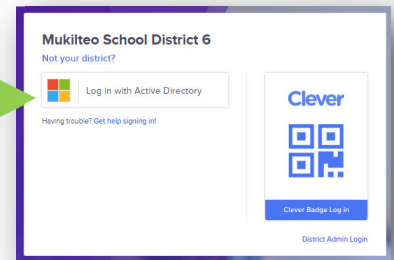 Mukilteo School District 6
Not your district?
Log in with Active Directory
Having trouble? Get help signing in!
Clever
Clever Badge Log in
District Admin Login